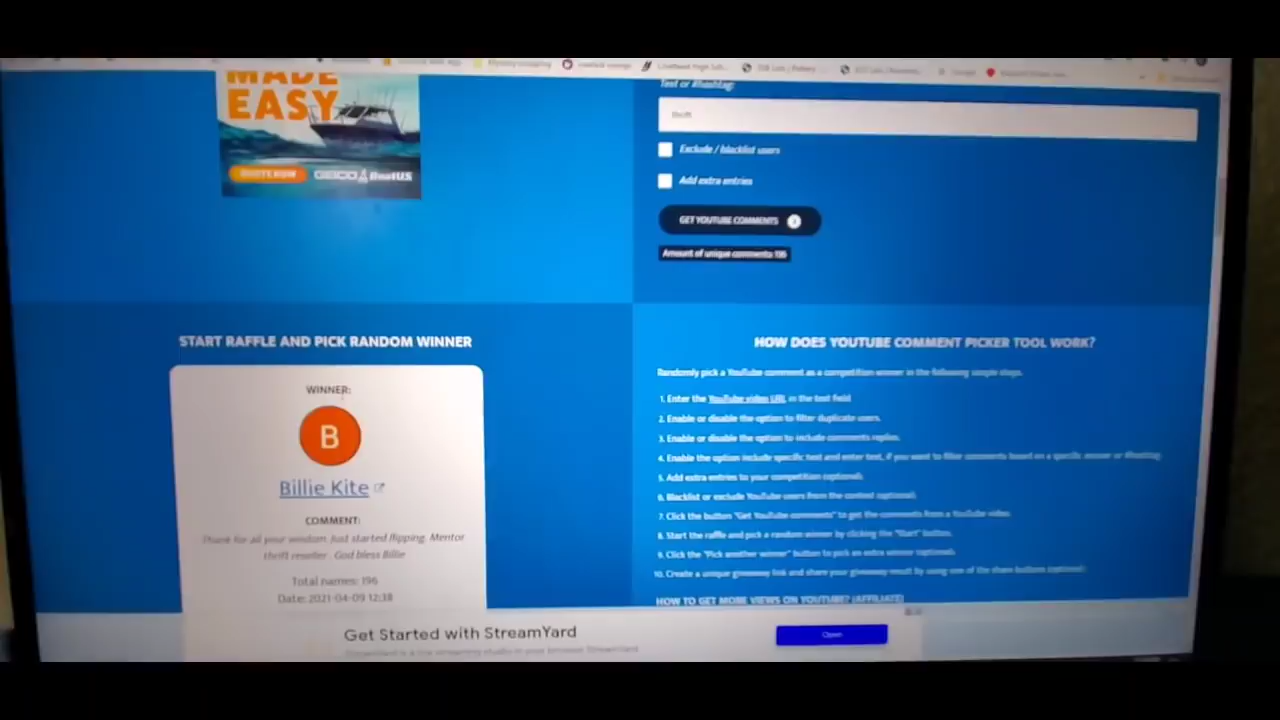 MADE
EASY
QUOTE NOW GEICO BoatUS
Text or #hashtag:
thrift
Exclude / blacklist users
Add extra entries
GET YOUTUBE COMMENTS
Amount of unique comments: 196
START RAFFLE AND PICK RANDOM WINNER
WINNER:
B
Billie Kite
COMMENT:
Thank for all your wisdom. Just started flipping. Mentor
thrift reseller . God bless Billie
Total names: 196
Date: 2021-04-09 12:38
HOW DOES YOUTUBE COMMENT PICKER TOOL WORK?
Randomly pick a YouTube comment as a competition winner in the following simple steps.
1. Enter the YouTube video URL in the text field.
2. Enable or disable the option to filter duplicate users.
3. Enable or disable the option to include comments replies.
4. Enable the option include specific text and enter text, if you want to filter comments based on a specific answer or #hashtag.
5. Add extra entries to your competition (optional).
6. Blacklist or exclude YouTube users from the contest (optional).
7. Click the button "Get YouTube comments" to get the comments from a YouTube video.
8. Start the raffle and pick a random winner by clicking the "Start" button.
9. Click the "Pick another winner" button to pick an extra winner (optional).
10. Create a unique giveaway link and share your giveaway result by using one of the share buttons (optional)
HOW TO GET MORE VIEWS ON YOUTUBE? (AFFILIATE)
Get Started with StreamYard
Open
StreamYard is a live streaming studio in your browser StreamYard